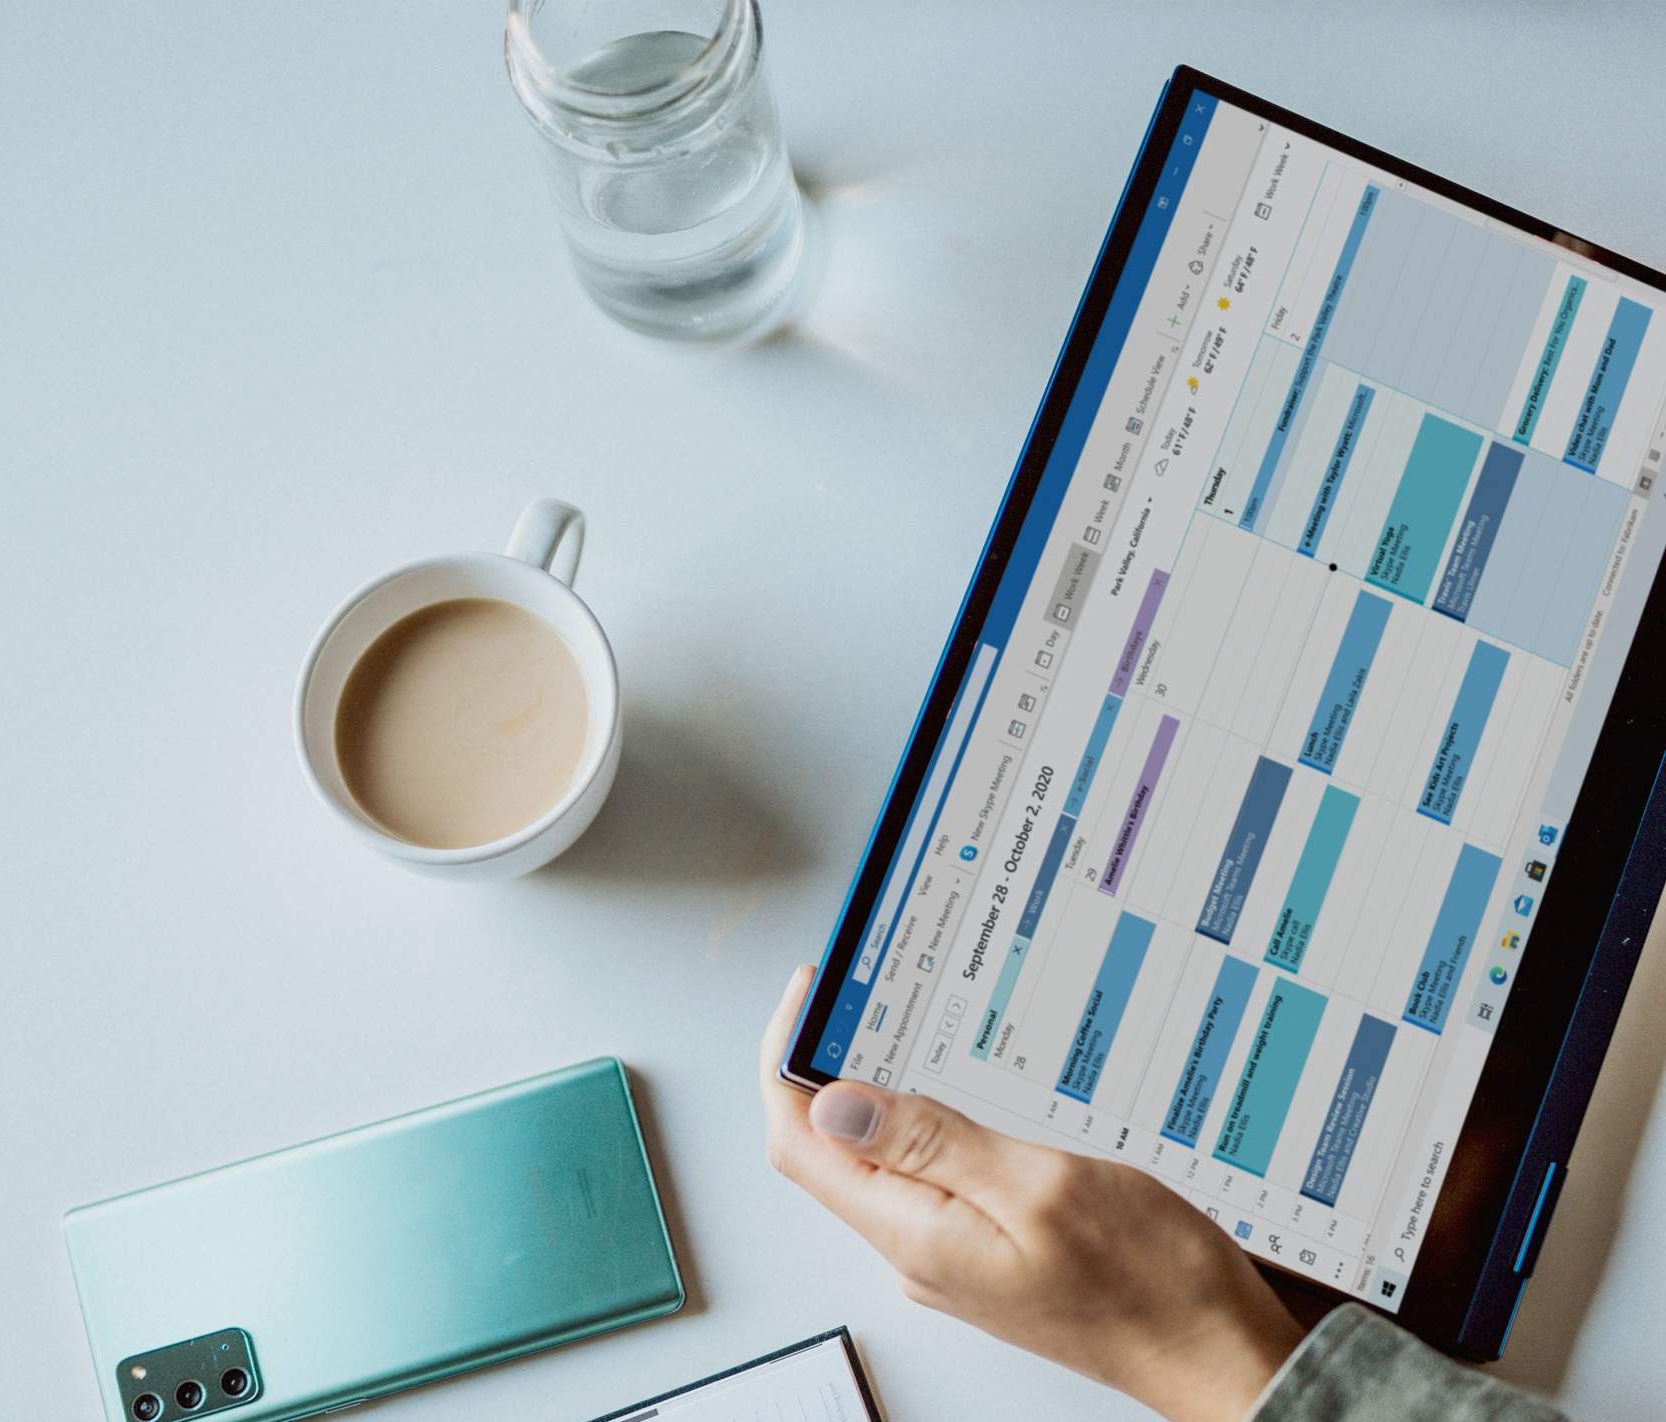 Search
File
Home
Send / Receive
View
Help
New Appointment
New Meeting
New Skype Meeting
Day
Work Week
Week
Month
Schedule View
Add
Share
Today
September 28 - October 2, 2020
Park Valley, California
Today
61°F/48°F
Tomorrow
62°F/49°F
Saturday
64°F/48°F
Work Week
Personal
Work
e-Social
Birthdays
Monday
Tuesday
Wednesday
Thursday
Friday
28
29
30
1
2
8 AM
9 AM
10 AM
11 AM
12 PM
1 PM
2 PM
3 PM
4 PM
Morning Coffee Social
Skype Meeting
Nadia Ellis
Finalize Amelie's Birthday Party
Skype Meeting
Nadia Ellis
Run on treadmill and weight training
Nadia Ellis
Design Team Review Session
Microsoft Teams Meeting
Nadia Ellis and Creative Studio
Amelie Whittle's Birthday
Budget Meeting
Microsoft Teams Meeting
Nadia Ellis
Call Amelie
Skype call
Nadia Ellis
Book Club
Skype Meeting
Nadia Ellis and Friends
Lunch
Skype Meeting
Nadia Ellis and Laila Zakis
See Kids Art Projects
Skype Meeting
Nadia Ellis
1:00pm
Fundraiser; Support the Park Valley Theatre
1:00pm
e-Meeting with Taylor Wyatt; Microsoft...
Virtual Yoga
Skype Meeting
Nadia Ellis
Travis' Team Meeting
Microsoft Teams Meeting
Grocery Delivery; Best For You Organics...
Video chat with Mom and Dad
Skype Meeting
Nadia Ellis
Items: 16
All folders are up to date.
Connected to: Fabrikam
Type here to search